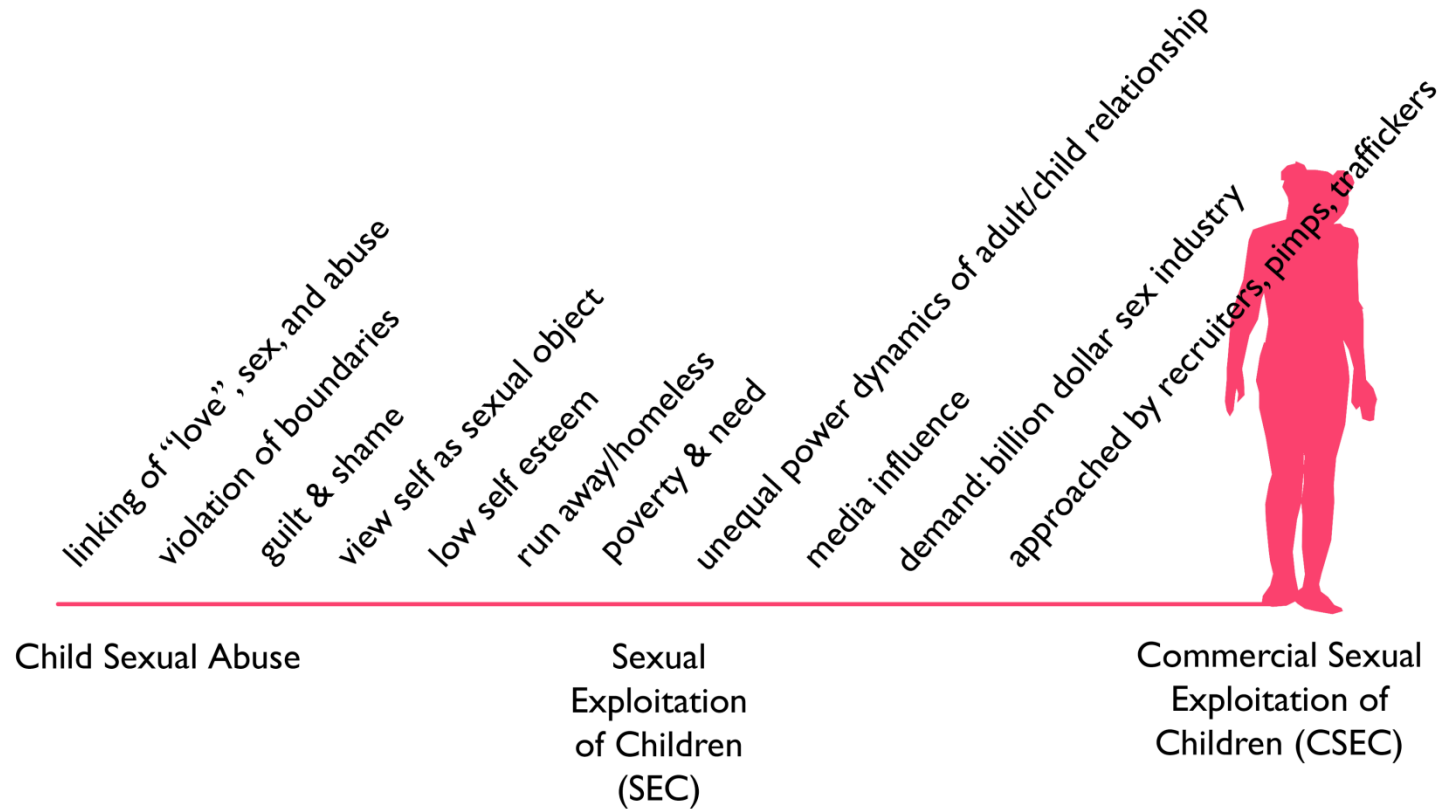 linking of “love”, sex, and abuse
violation of boundaries
guilt & shame
view self as sexual object
low self esteem
run away/homeless
poverty & need
unequal power dynamics of adult/child relationship
media influence
demand: billion dollar sex industry
approached by recruiters, pimps, traffickers
Child Sexual Abuse
Sexual
Exploitation
of Children
(SEC)
Commercial Sexual
Exploitation of
Children (CSEC)